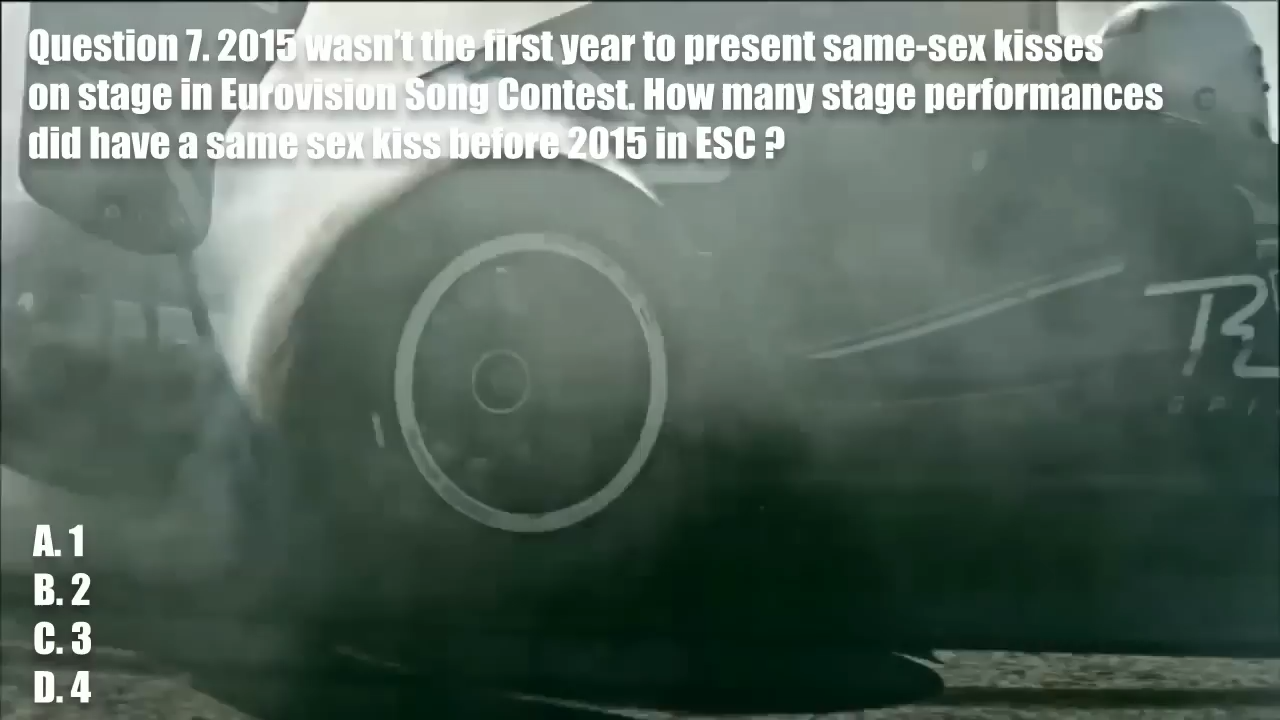 Question 7. 2015 wasn't the first year to present same-sex kisses
on stage in Eurovision Song Contest. How many stage performances
did have a same sex kiss before 2015 in ESC ?
A. 1
B. 2
C. 3
D. 4